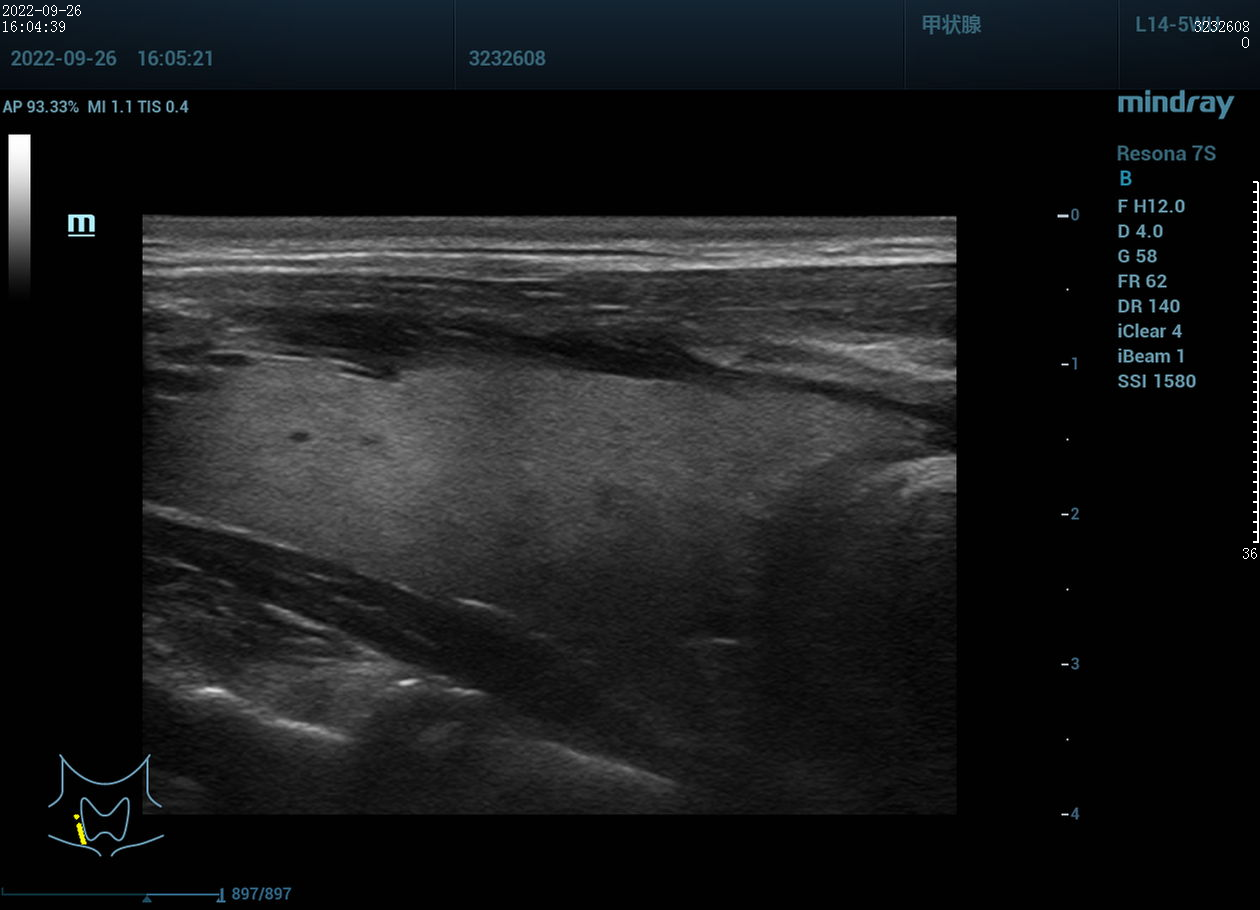 2022-09-26
16:04:39
2022-09-26 16:05:21
3232608
甲状腺
L14-5W
3232608
0
AP 93.33% MI 1.1 TIS 0.4
mindray
Resona 7S
B
F H12.0
D 4.0
G 58
FR 62
DR 140
iClear 4
iBeam 1
SSI 1580
m
0
1
2
3
4
36
897/897